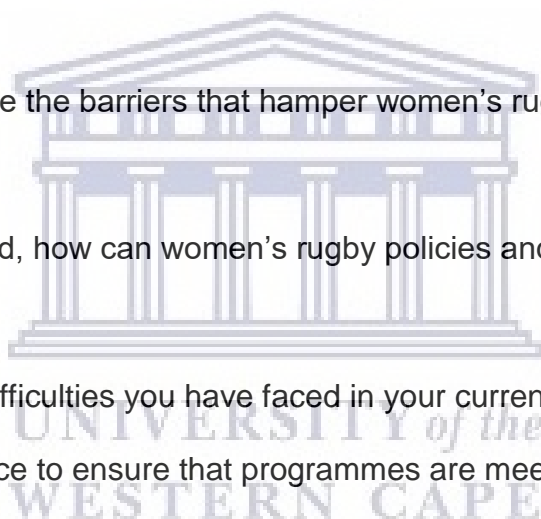 e the barriers that hamper women's ru
d, how can women's rugby policies and
fficulties you have faced in your curren
UNIVERSITY of the
ce to ensure that programmes are mee
WESTERN CAPE